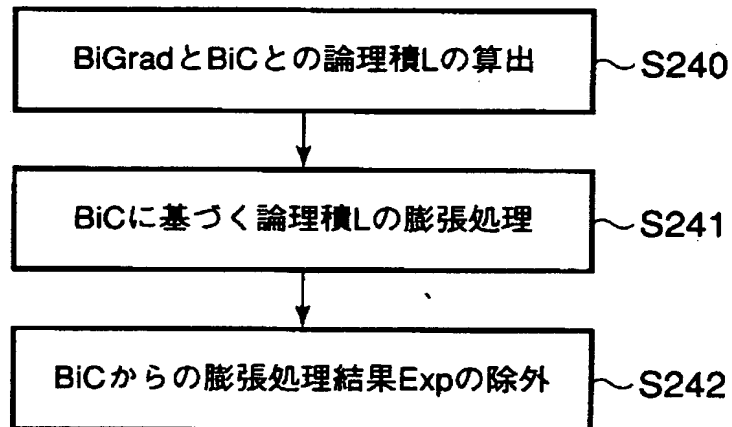 BiGradとBiCとの論理積Lの算出 S240
BiCに基づく論理積Lの膨張処理 S241
BiCからの膨張処理結果Expの除外 S242